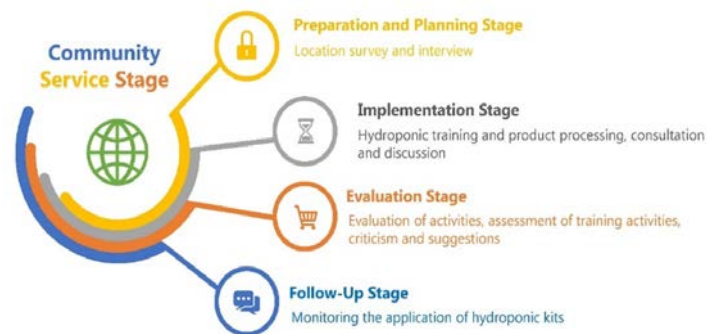 Community
Service Stage
Preparation and Planning Stage
Location survey and interview
Implementation Stage
Hydroponic training and product processing, consultation
and discussion
Evaluation Stage
Evaluation of activities, assessment of training activities,
criticism and suggestions
Follow-Up Stage
Monitoring the application of hydroponic kits